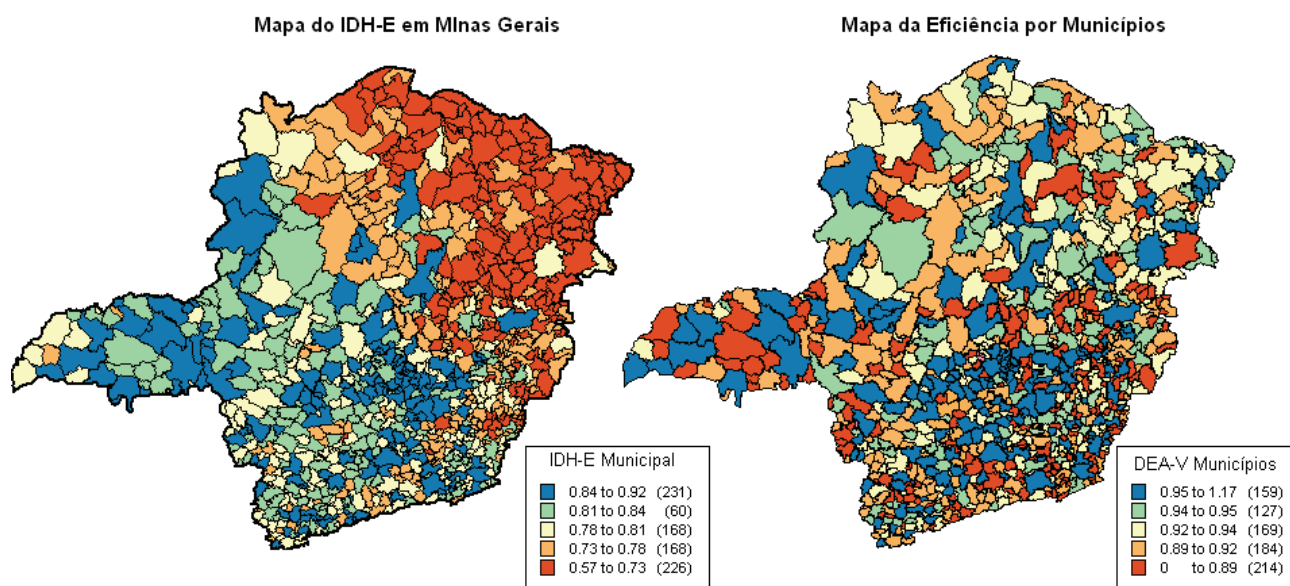 Mapa do IDH-E em MInas Gerais
Mapa da Eficiência por Municípios
IDH-E Municipal
0.84 to 0.92 (231)
0.81 to 0.84 (60)
0.78 to 0.81 (168)
0.73 to 0.78 (168)
0.57 to 0.73 (226)
DEA-V Municípios
0.95 to 1.17 (159)
0.94 to 0.95 (127)
0.92 to 0.94 (169)
0.89 to 0.92 (184)
0 to 0.89 (214)